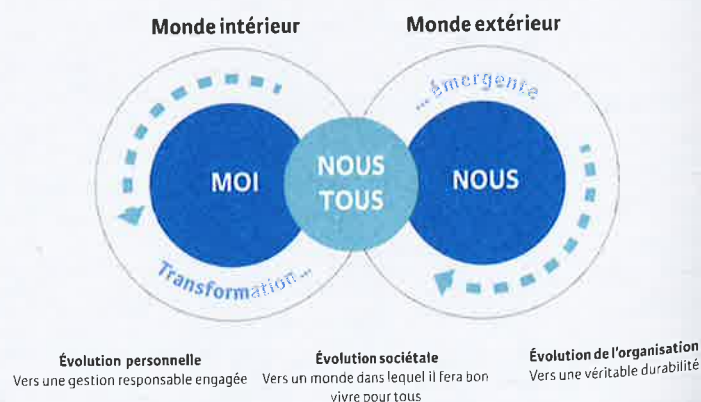 Monde intérieur
Monde extérieur
...émergente
MOI
NOUS
TOUS
NOUS
Transformation...
Évolution personnelle
Vers une gestion responsable engagée
Évolution sociétale
Vers un monde dans lequel il fera bon
vivre pour tous
Évolution de l'organisation
Vers une véritable durabilité